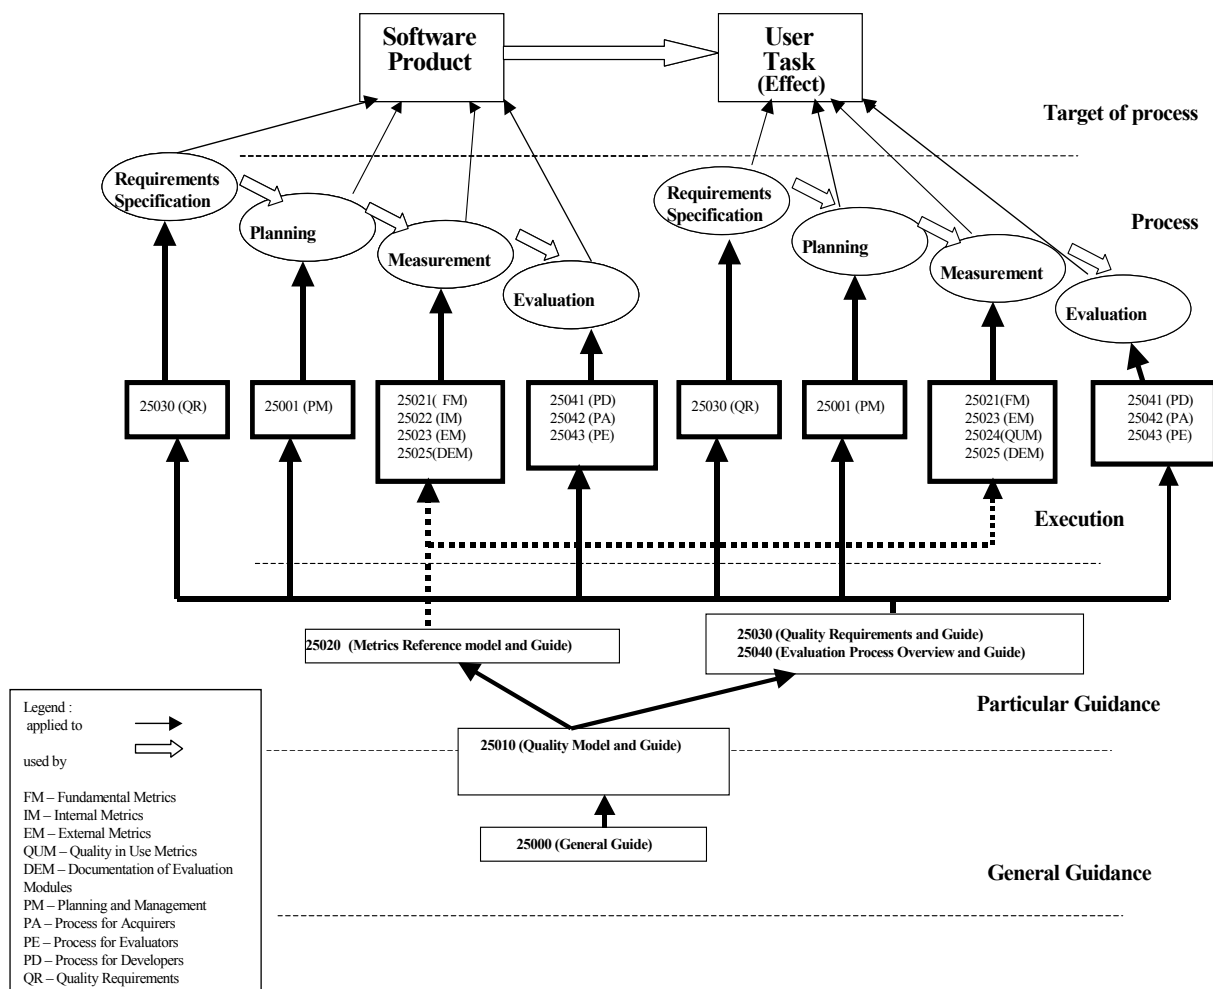 Software
Product
User
Task
(Effect)
Target of process
Requirements
Specification
Planning
Measurement
Evaluation
Requirements
Specification
Planning
Measurement
Evaluation
Process
25030 (QR)
25001 (PM)
25021( FM)
25022 (IM)
25023 (EM)
25025(DEM)
25041 (PD)
25042 (PA)
25043 (PE)
25030 (QR)
25001 (PM)
25021(FM)
25023 (EM)
25024(QUM)
25025 (DEM)
25041 (PD)
25042 (PA)
25043 (PE)
Execution
25020 (Metrics Reference model and Guide)
25030 (Quality Requirements and Guide)
25040 (Evaluation Process Overview and Guide)
Particular Guidance
25010 (Quality Model and Guide)
25000 (General Guide)
General Guidance
Legend :
applied to
used by
FM – Fundamental Metrics
IM – Internal Metrics
EM – External Metrics
QUM – Quality in Use Metrics
DEM – Documentation of Evaluation
Modules
PM – Planning and Management
PA – Process for Acquirers
PE – Process for Evaluators
PD – Process for Developers
QR – Quality Requirements